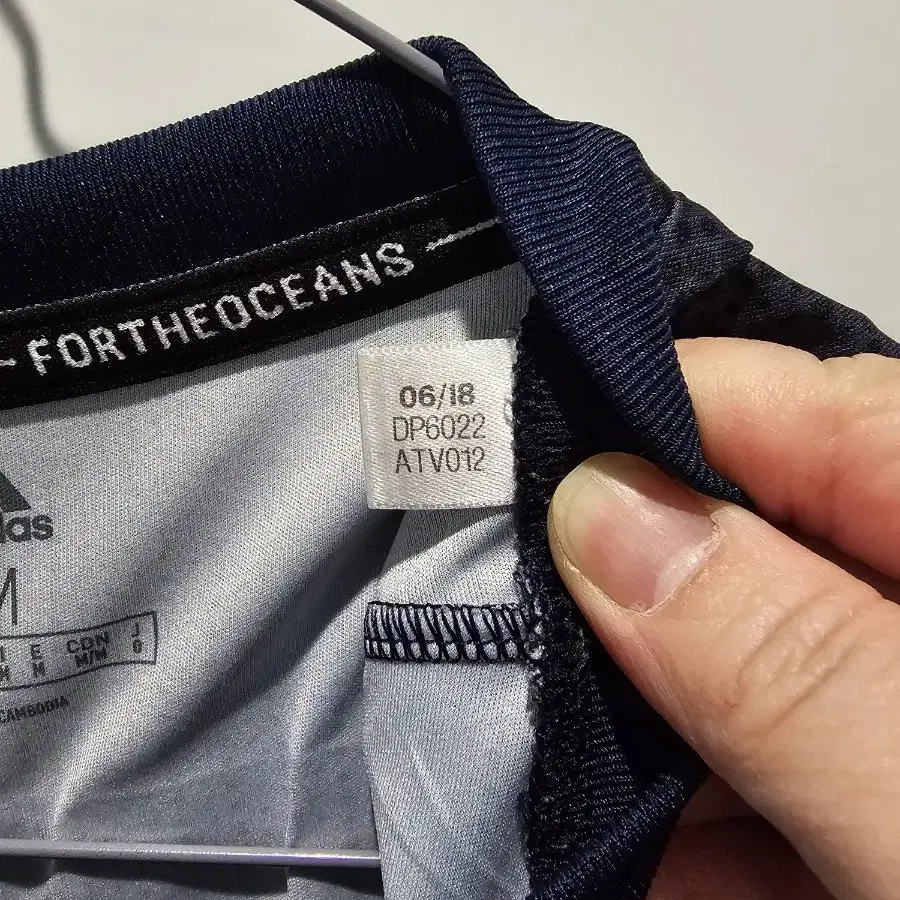 FORTHEOCEANS
06/18
DP6022
ATV012
das
M
E CDN J
M M/M O
CAMBODIA